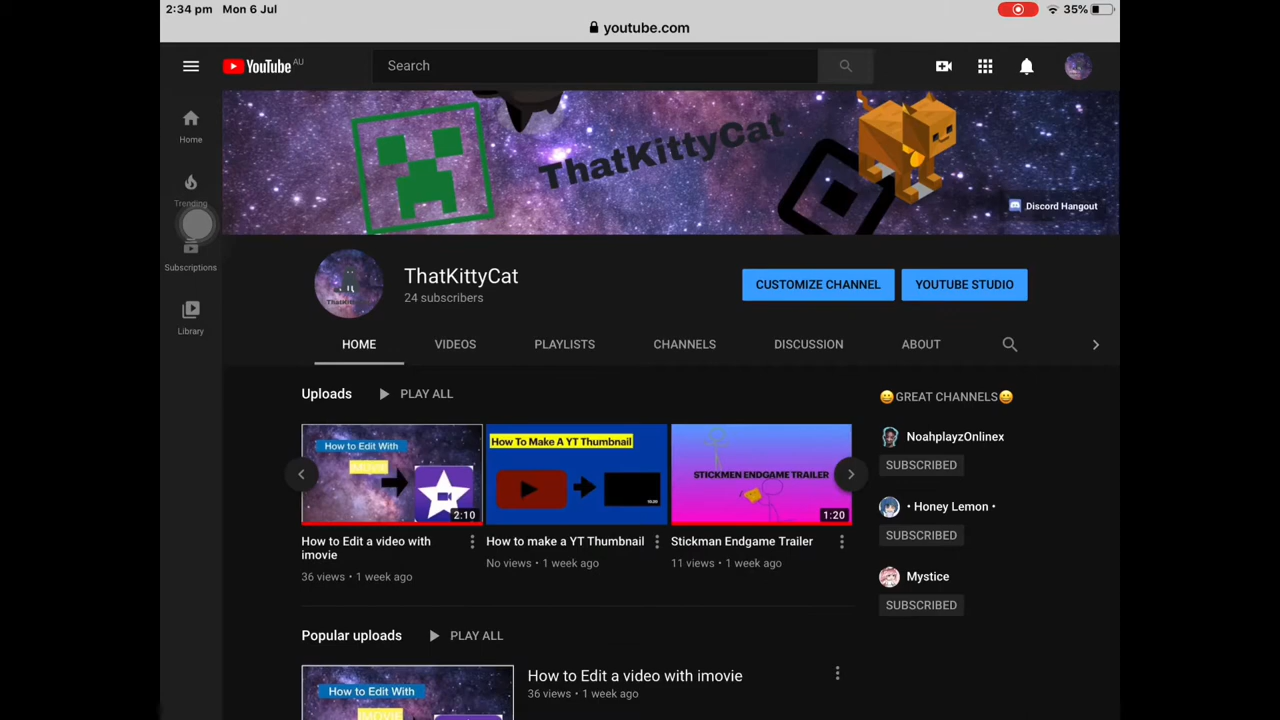 2:34 pm Mon 6 Jul
35%
youtube.com
YouTube AU
Search
Home
Trending
Subscriptions
Library
ThatKittyCat
Discord Hangout
ThatKittyCat
24 subscribers
CUSTOMIZE CHANNEL
YOUTUBE STUDIO
HOME
VIDEOS
PLAYLISTS
CHANNELS
DISCUSSION
ABOUT
Uploads
PLAY ALL
How to Edit With
IMOVIE
2:10
How To Make A YT Thumbnail
STICKMEN ENDGAME TRAILER
1:20
How to Edit a video with
imovie
36 views • 1 week ago
How to make a YT Thumbnail
No views • 1 week ago
Stickman Endgame Trailer
11 views • 1 week ago
😀GREAT CHANNELS😀
NoahplayzOnlinex
SUBSCRIBED
• Honey Lemon •
SUBSCRIBED
Mystice
SUBSCRIBED
Popular uploads
PLAY ALL
How to Edit With
IMOVIE
How to Edit a video with imovie
36 views • 1 week ago